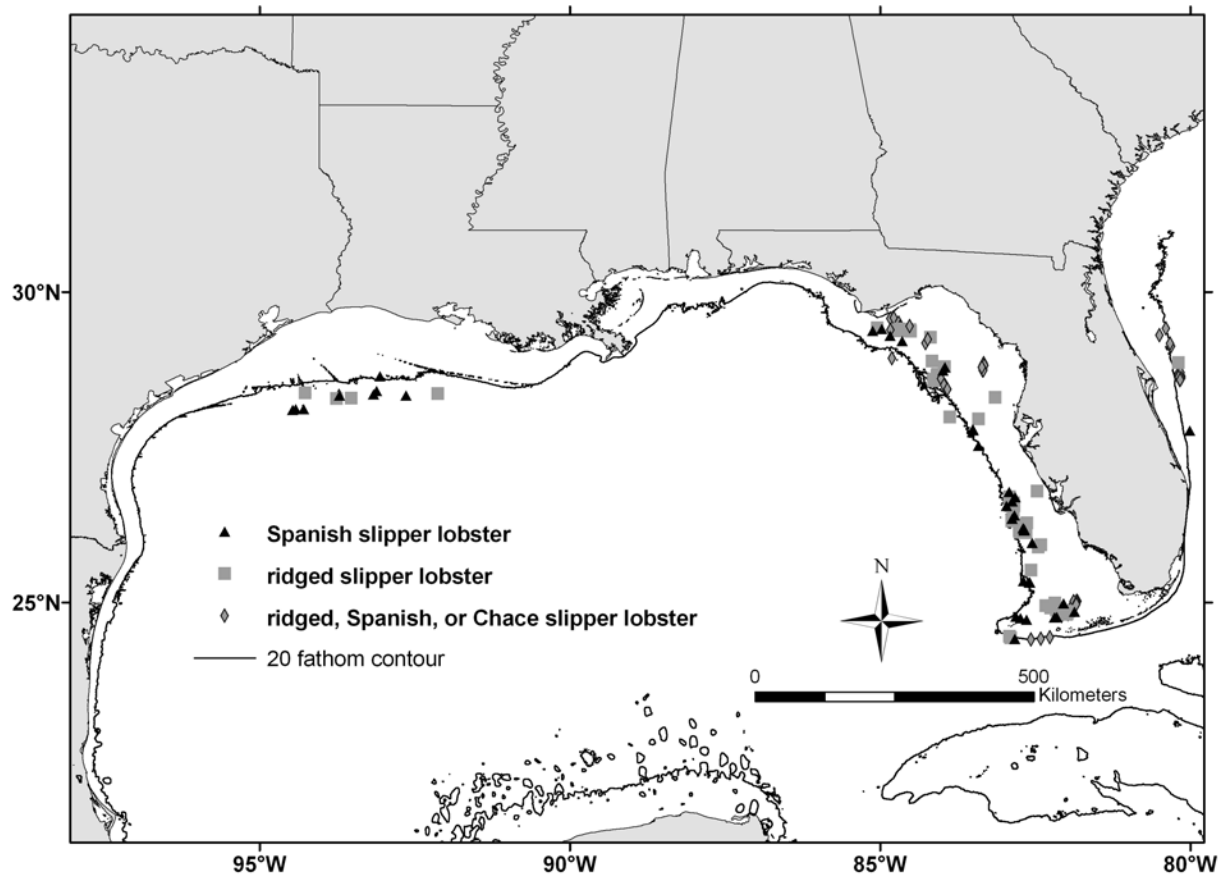 30°N
25°N
Spanish slipper lobster
ridged slipper lobster
ridged, Spanish, or Chace slipper lobster
20 fathom contour
N
0
500
Kilometers
95°W
90°W
85°W
80°W